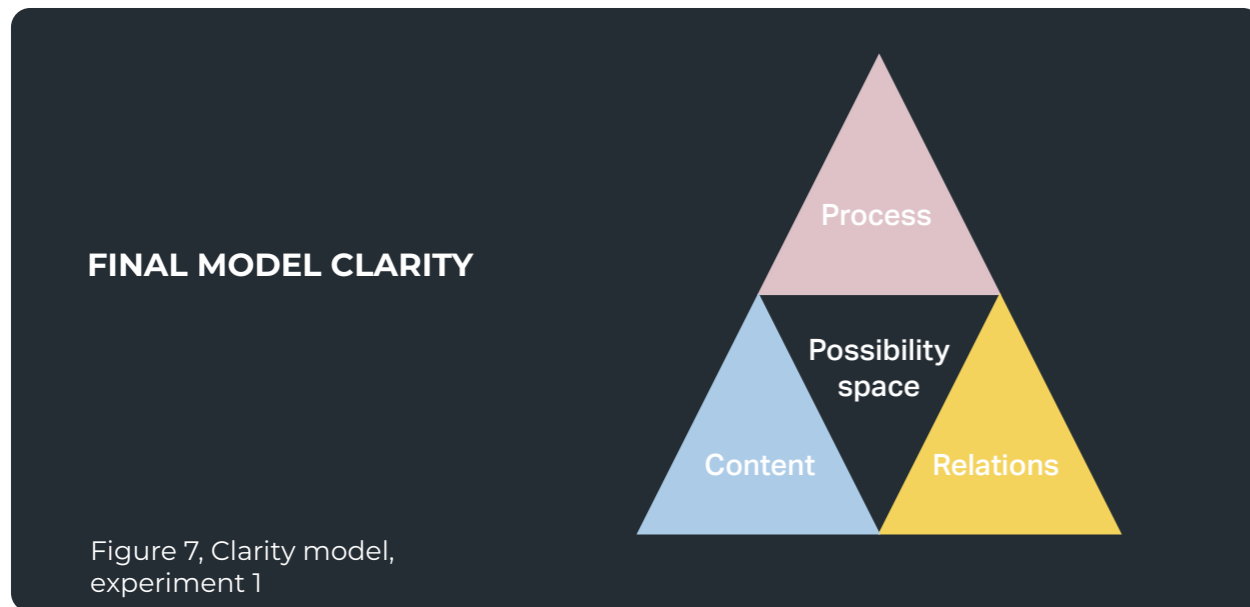 FINAL MODEL CLARITY
Process
Possibility
space
Content
Relations
Figure 7, Clarity model,
experiment 1